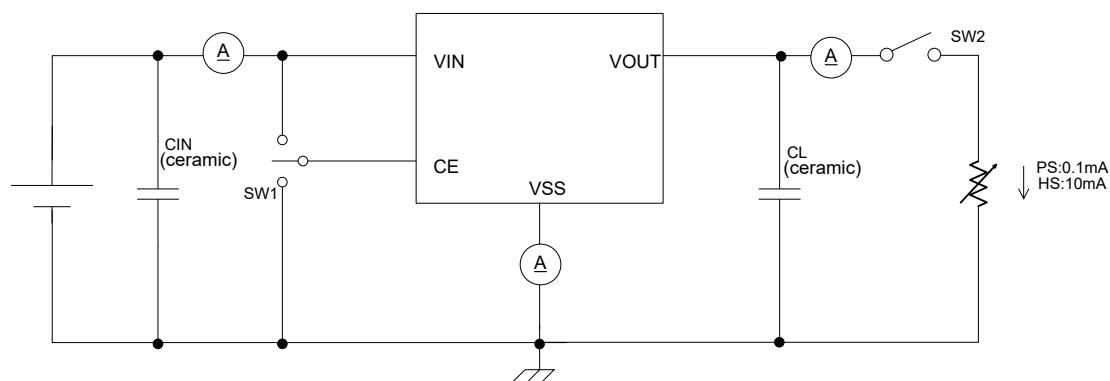 A
VIN
VOUT
A
SW2
CIN
(ceramic)
SW1
CE
VSS
CL
(ceramic)
PS:0.1mA
HS:10mA
A